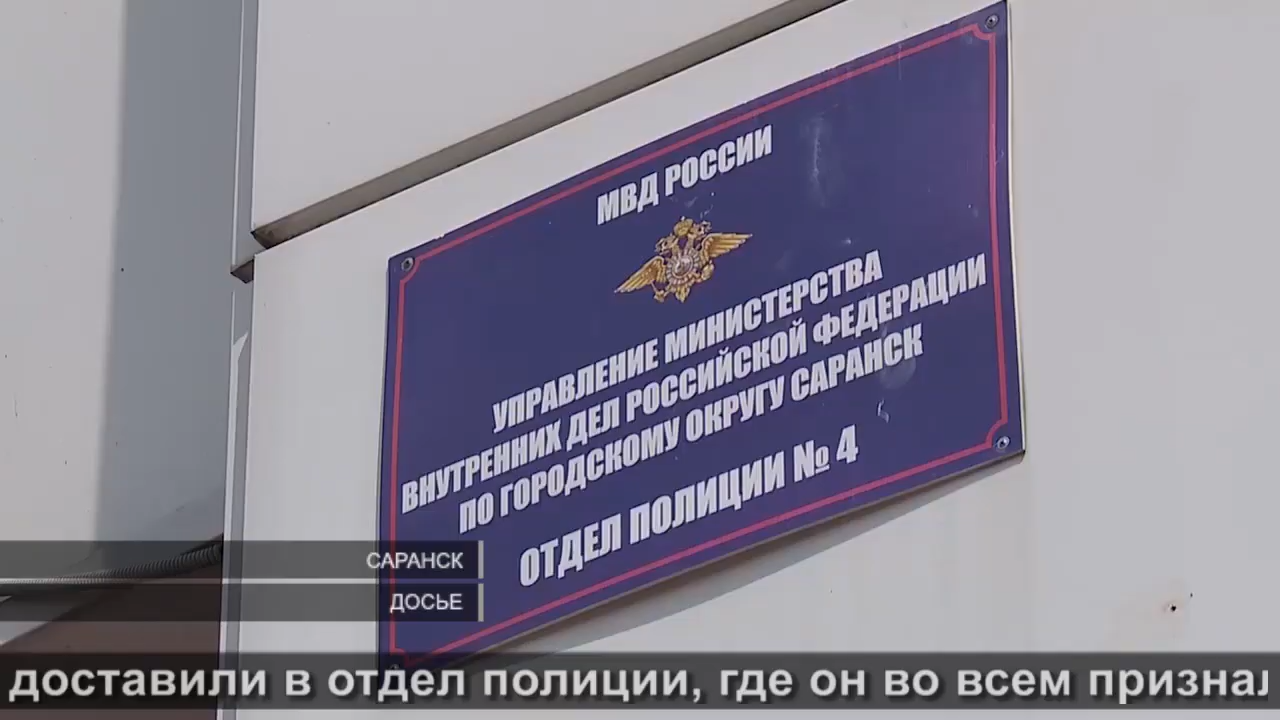 МВД РОССИИ
УПРАВЛЕНИЕ МИНИСТЕРСТВА
ВНУТРЕННИХ ДЕЛ РОССИЙСКОЙ ФЕДЕРАЦИИ
ПО ГОРОДСКОМУ ОКРУГУ САРАНСК
ОТДЕЛ ПОЛИЦИИ № 4
САРАНСК
ДОСЬЕ
доставили в отдел полиции, где он во всем признал